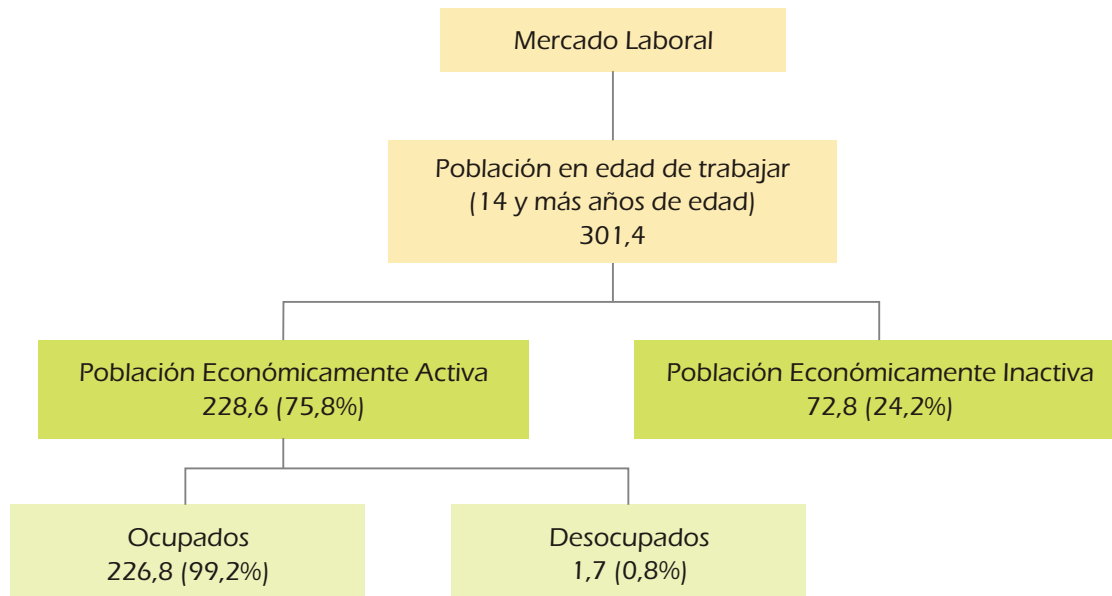 Mercado Laboral
Población en edad de trabajar
(14 y más años de edad)
301,4
Población Económicamente Activa
228,6 (75,8%)
Población Económicamente Inactiva
72,8 (24,2%)
Ocupados
226,8 (99,2%)
Desocupados
1,7 (0,8%)